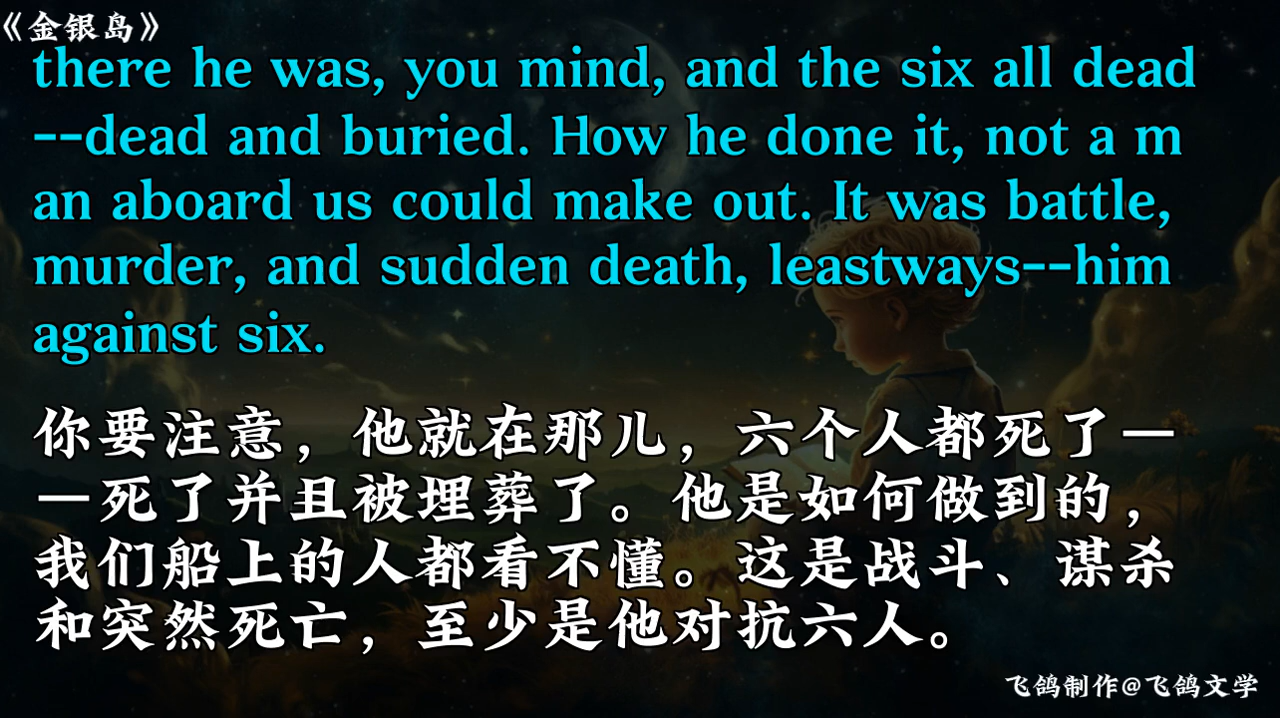 《金银岛》
there he was, you mind, and the six all dead
--dead and buried. How he done it, not a m
an aboard us could make out. It was battle,
murder, and sudden death, leastways--him
against six.
你要注意，他就在那儿，六个人都死了—
—死了并且被埋葬了。他是如何做到的，
我们船上的人都看不懂。这是战斗、谋杀
和突然死亡，至少是他对抗六人。
飞鸽制作@飞鸽文学